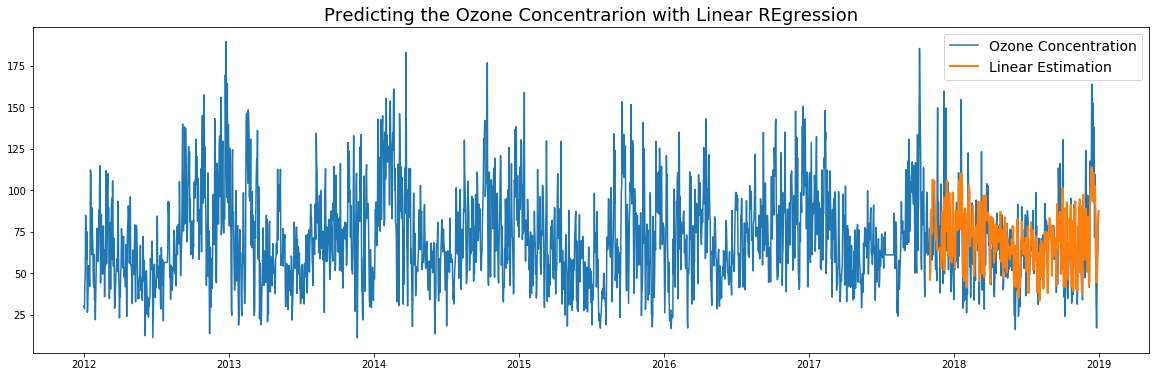 Predicting the Ozone Concentrarion with Linear REgression
Ozone Concentration
Linear Estimation
175
150
125
100
75
50
25
2012 2013 2014 2015 2016 2017 2018 2019